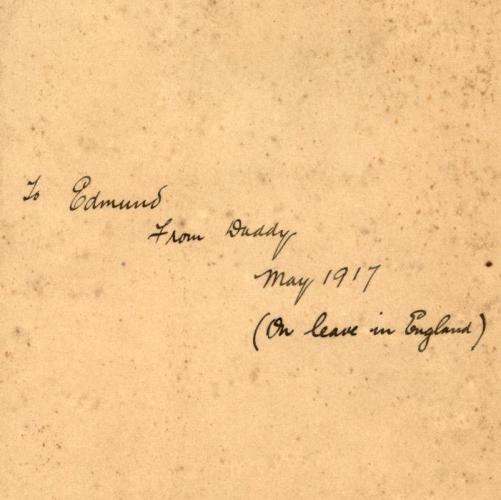 To Edmund
From Daddy
May 1917
(On leave in England)